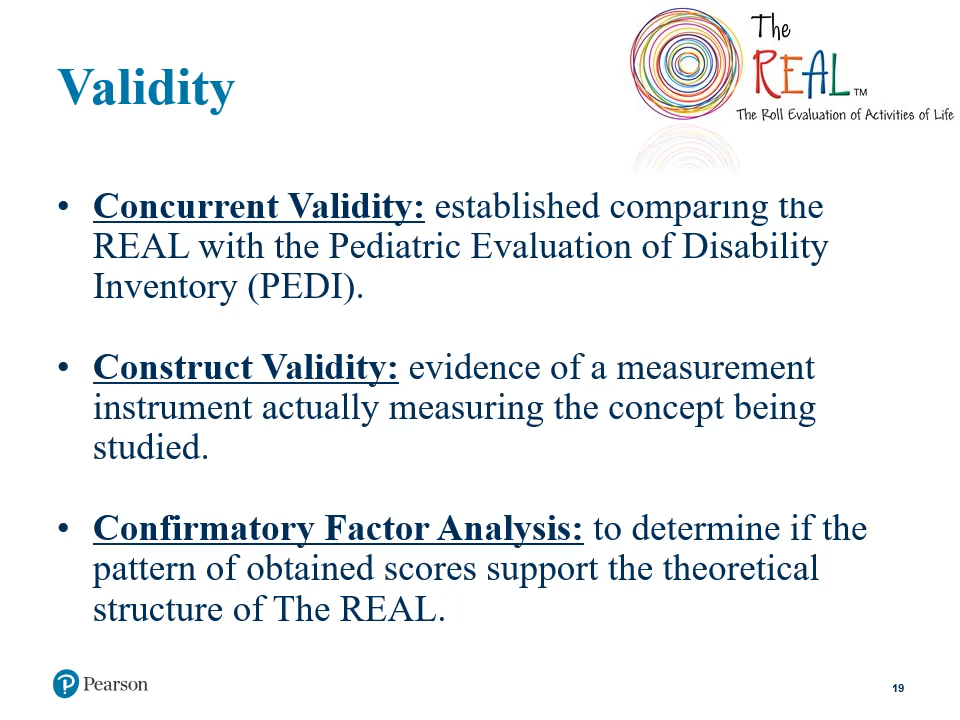 The
REAL™
The Roll Evaluation of Activities of Life
Validity
• Concurrent Validity: established comparing the
REAL with the Pediatric Evaluation of Disability
Inventory (PEDI).
• Construct Validity: evidence of a measurement
instrument actually measuring the concept being
studied.
• Confirmatory Factor Analysis: to determine if the
pattern of obtained scores support the theoretical
structure of The REAL.
P Pearson
19